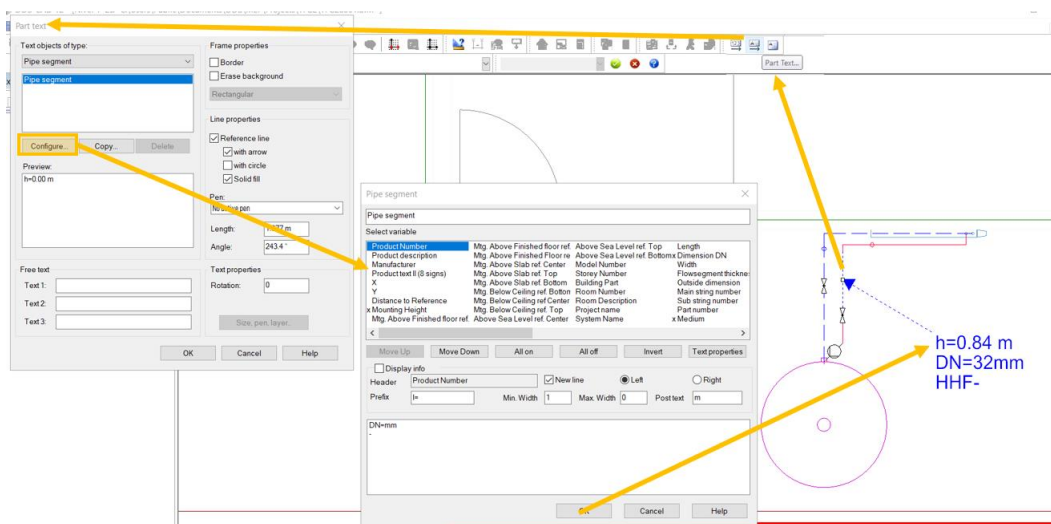 Part text
Text objects of type:
Pipe segment
Pipe segment
Configure... Copy... Delete
Preview:
h=0.00 m
Free text
Text 1:
Text 2:
Text 3:
Frame properties
Border
Erase background
Rectangular
Line properties
Reference line
with arrow
with circle
Solid fill
Pen:
Length: m
Angle: 243.4 °
Text properties
Rotation: 0
Size, pen, layer...
OK Cancel Help
Part Text...
Pipe segment
Pipe segment
Select variable
Product Number Mtg. Above Finished floor ref. Above Sea Level ref. Top Length
Product description Mtg. Above Finished Floor re Above Sea Level ref. Bottom x Dimension DN
Manufacturer Mtg. Above Slab ref. Center Model Number Width
Product text II (8 signs) Mtg. Above Slab ref. Top Storey Number Flowsegment thicknes
X Mtg. Above Slab ref. Bottom Building Part Outside dimension
Y Mtg. Below Ceiling ref. Botton Room Number Main string number
Distance to Reference Mtg. Below Ceiling ref Center Room Description Sub string number
x Mounting Height Mtg. Below Ceiling ref. Top Project name Part number
Mtg. Above Finished floor ref. Above Sea Level ref. Center System Name x Medium
Move Up Move Down All on All off Invert Text properties
Display info
Header Product Number New line Left Right
Prefix l= Min. Width 1 Max. Width 0 Post text m
DN=mm
-
OK Cancel Help
h=0.84 m
DN=32mm
HHF-